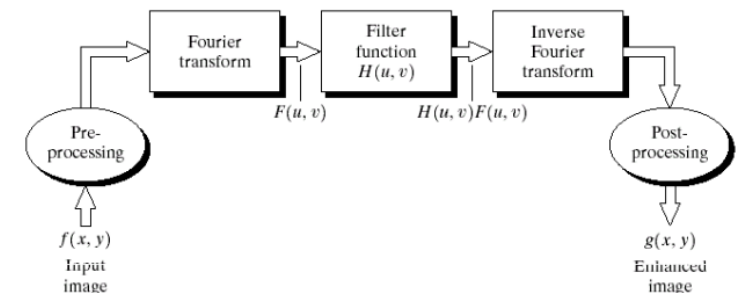 Fourier
transform
Filter
function
H(u, v)
Inverse
Fourier
transform
F(u, v)
H(u, v)F(u, v)
Pre-
processing
Post-
processing
f(x, y)
Input
image
g(x, y)
Enhanced
image